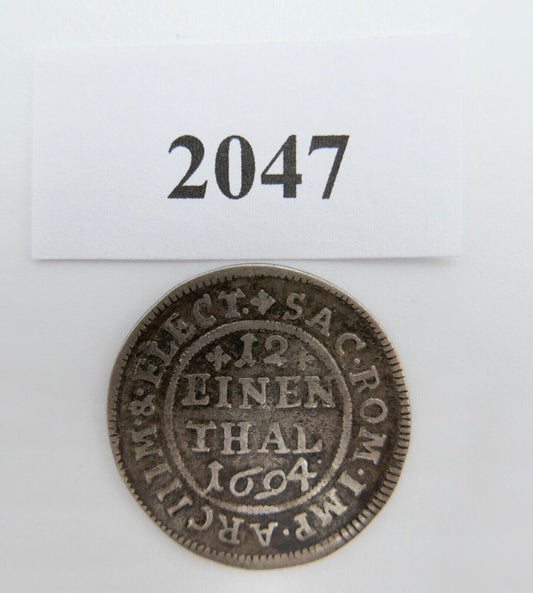 2047
SAC·ROM·IMP·ARCHIM·&·ELECT·
12
EINEN
THAL
1694